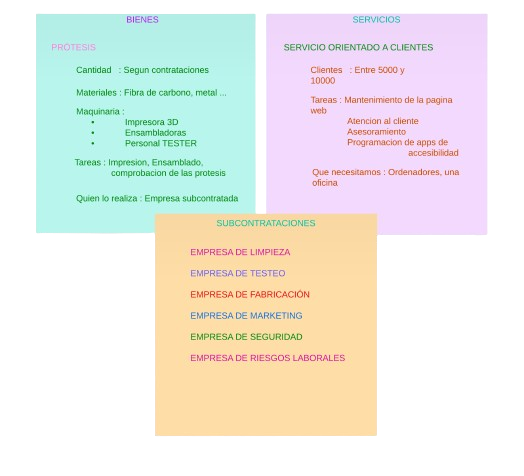 BIENES
PRÓTESIS
Cantidad : Segun contrataciones
Materiales : Fibra de carbono, metal ...
Maquinaria :
• Impresora 3D
• Ensambladoras
• Personal TESTER
Tareas : Impresion, Ensamblado,
comprobacion de las protesis
Quien lo realiza : Empresa subcontratada
SERVICIOS
SERVICIO ORIENTADO A CLIENTES
Clientes : Entre 5000 y
10000
Tareas : Mantenimiento de la pagina
web
Atencion al cliente
Asesoramiento
Programacion de apps de
accesibilidad
Que necesitamos : Ordenadores, una
oficina
SUBCONTRATACIONES
EMPRESA DE LIMPIEZA
EMPRESA DE TESTEO
EMPRESA DE FABRICACIÓN
EMPRESA DE MARKETING
EMPRESA DE SEGURIDAD
EMPRESA DE RIESGOS LABORALES